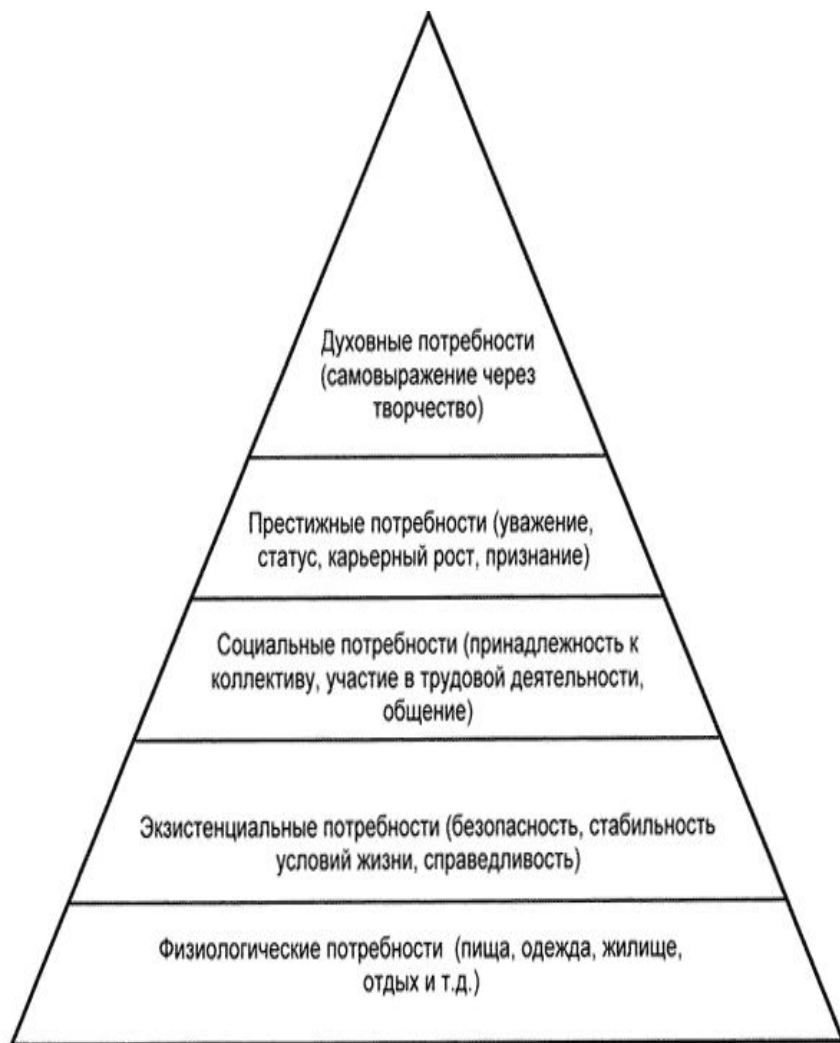 Духовные потребности
(самовыражение через
творчество)
Престижные потребности (уважение,
статус, карьерный рост, признание)
Социальные потребности (принадлежность к
коллективу, участие в трудовой деятельности,
общение)
Экзистенциальные потребности (безопасность, стабильность
условий жизни, справедливость)
Физиологические потребности (пища, одежда, жилище,
отдых и т.д.)